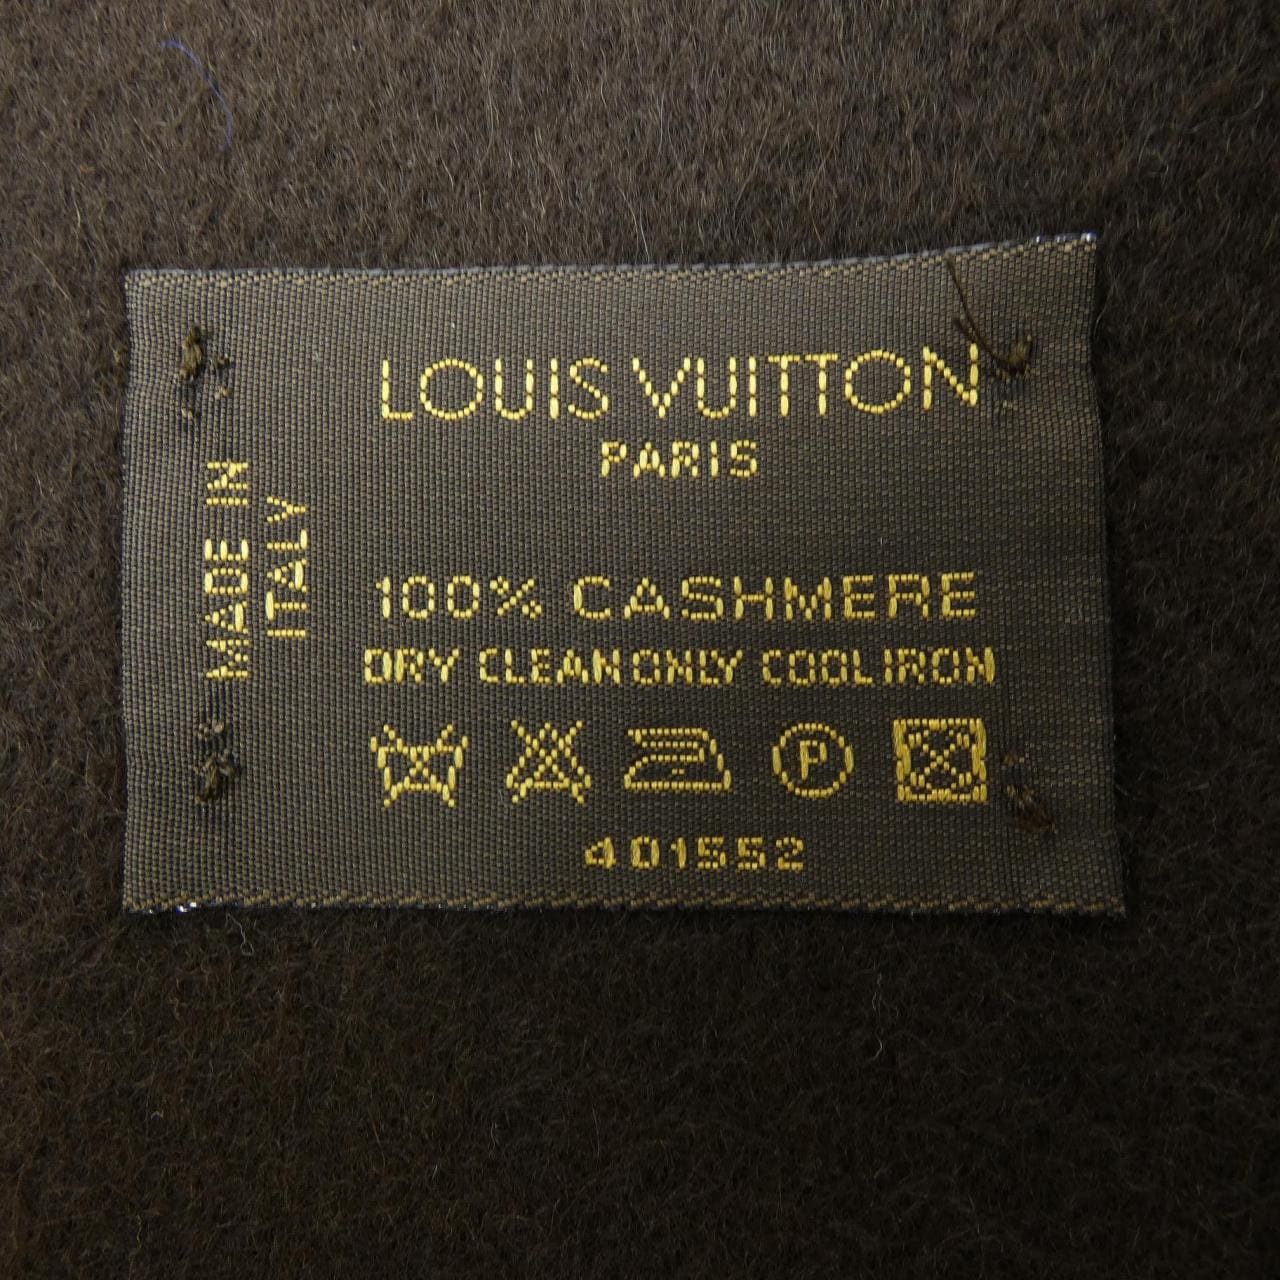 LOUIS VUITTON
PARIS
MADE IN
ITALY
100% CASHMERE
DRY CLEAN ONLY COOL IRON
P
401552